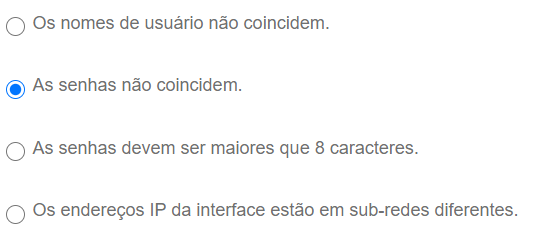 Os nomes de usuário não coincidem.
As senhas não coincidem.
As senhas devem ser maiores que 8 caracteres.
Os endereços IP da interface estão em sub-redes diferentes.